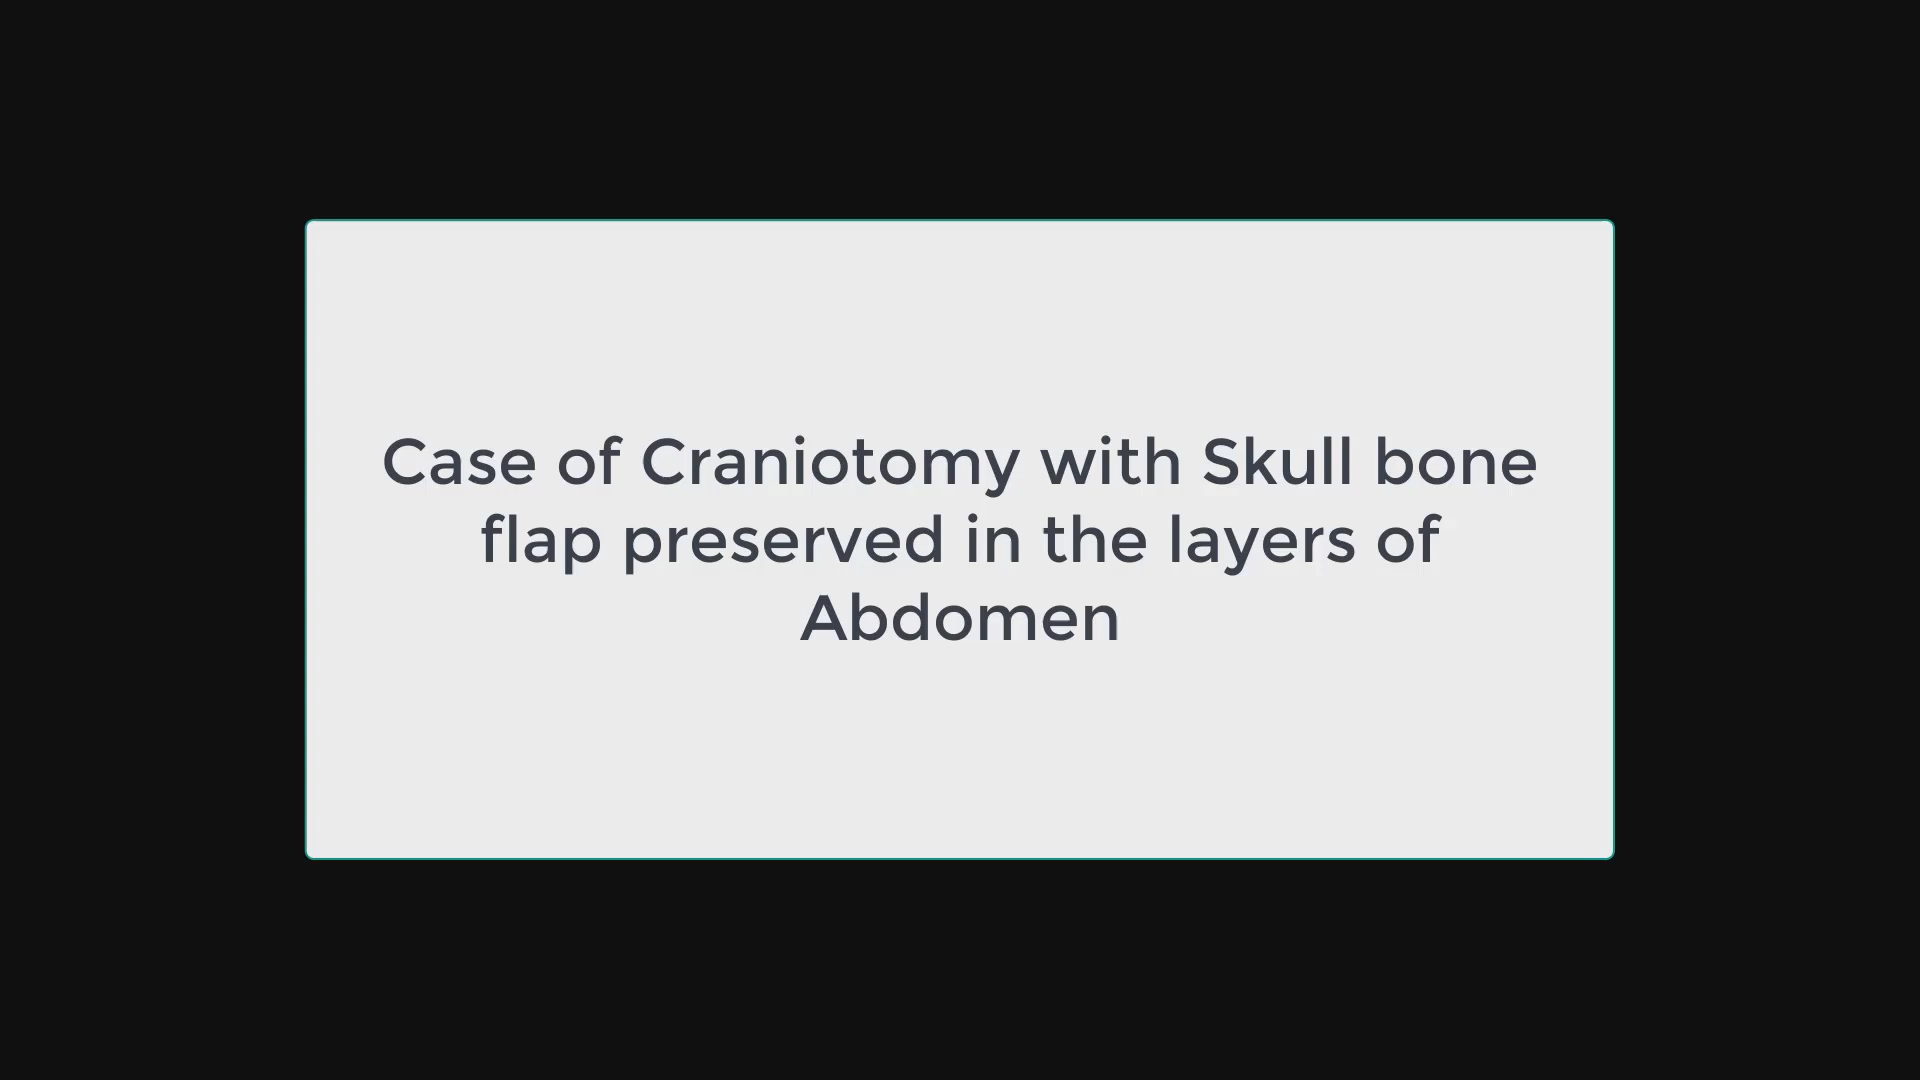 Case of Craniotomy with Skull bone
flap preserved in the layers of
Abdomen